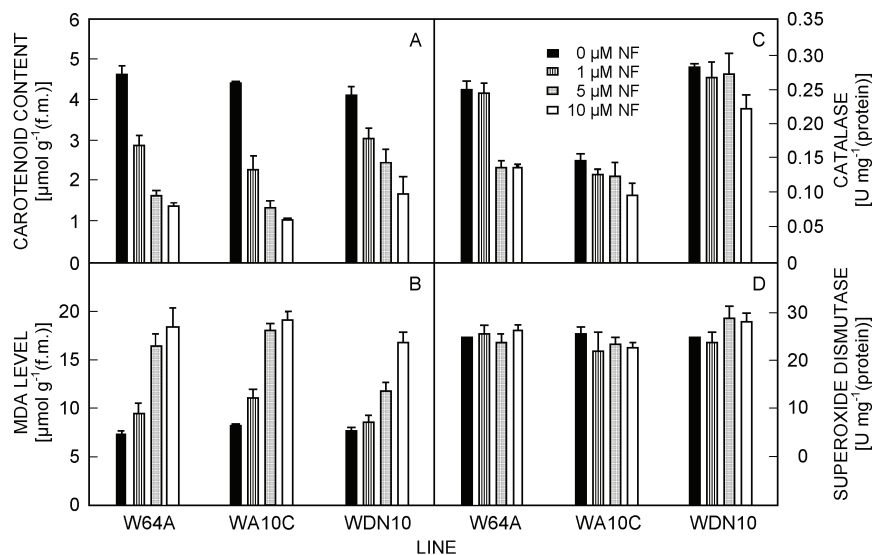 CAROTENOID CONTENT
[µmol g⁻¹(f.m.)]
6
5
4
3
2
1
0
A
C
0 µM NF
1 µM NF
5 µM NF
10 µM NF
0.35
0.30
0.25
0.20
0.15
0.10
0.05
0
CATALASE
[U mg⁻¹(protein)]
MDA LEVEL
[µmol g⁻¹(f.m.)]
20
15
10
5
0
B
D
30
20
10
0
SUPEROXIDE DISMUTASE
[U mg⁻¹(protein)]
W64A WA10C WDN10 W64A WA10C WDN10
LINE